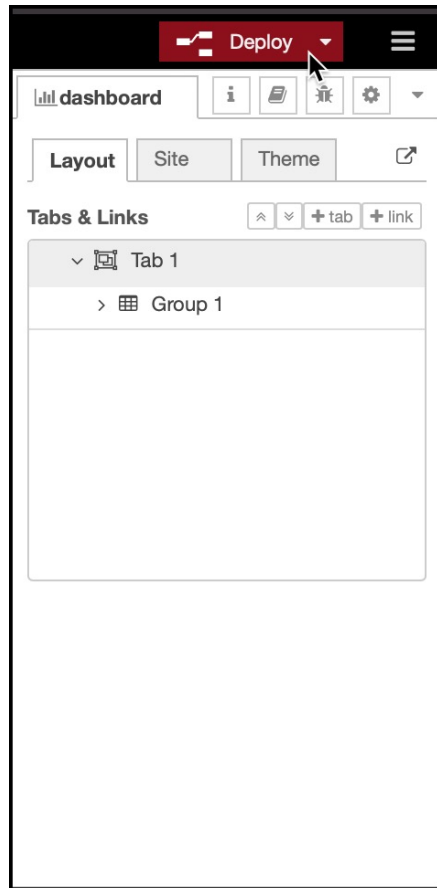 Deploy
dashboard
i
Layout
Site
Theme
Tabs & Links
+ tab
+ link
Tab 1
Group 1